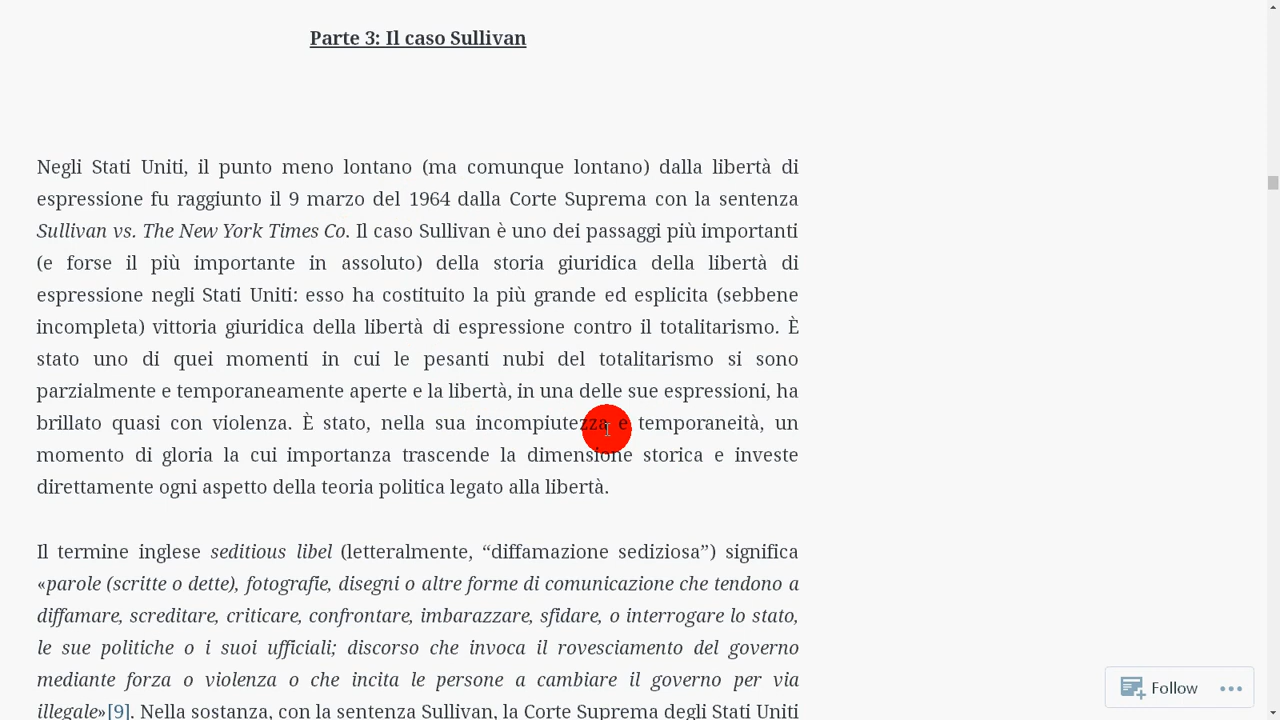 Parte 3: Il caso Sullivan
Negli Stati Uniti, il punto meno lontano (ma comunque lontano) dalla libertà di
espressione fu raggiunto il 9 marzo del 1964 dalla Corte Suprema con la sentenza
Sullivan vs. The New York Times Co. Il caso Sullivan è uno dei passaggi più importanti
(e forse il più importante in assoluto) della storia giuridica della libertà di
espressione negli Stati Uniti: esso ha costituito la più grande ed esplicita (sebbene
incompleta) vittoria giuridica della libertà di espressione contro il totalitarismo. È
stato uno di quei momenti in cui le pesanti nubi del totalitarismo si sono
parzialmente e temporaneamente aperte e la libertà, in una delle sue espressioni, ha
brillato quasi con violenza. È stato, nella sua incompiutezza e temporaneità, un
momento di gloria la cui importanza trascende la dimensione storica e investe
direttamente ogni aspetto della teoria politica legato alla libertà.
Il termine inglese seditious libel (letteralmente, “diffamazione sediziosa”) significa
«parole (scritte o dette), fotografie, disegni o altre forme di comunicazione che tendono a
diffamare, screditare, criticare, confrontare, imbarazzare, sfidare, o interrogare lo stato,
le sue politiche o i suoi ufficiali; discorso che invoca il rovesciamento del governo
mediante forza o violenza o che incita le persone a cambiare il governo per via
illegale»[9]. Nella sostanza, con la sentenza Sullivan, la Corte Suprema degli Stati Uniti
Follow